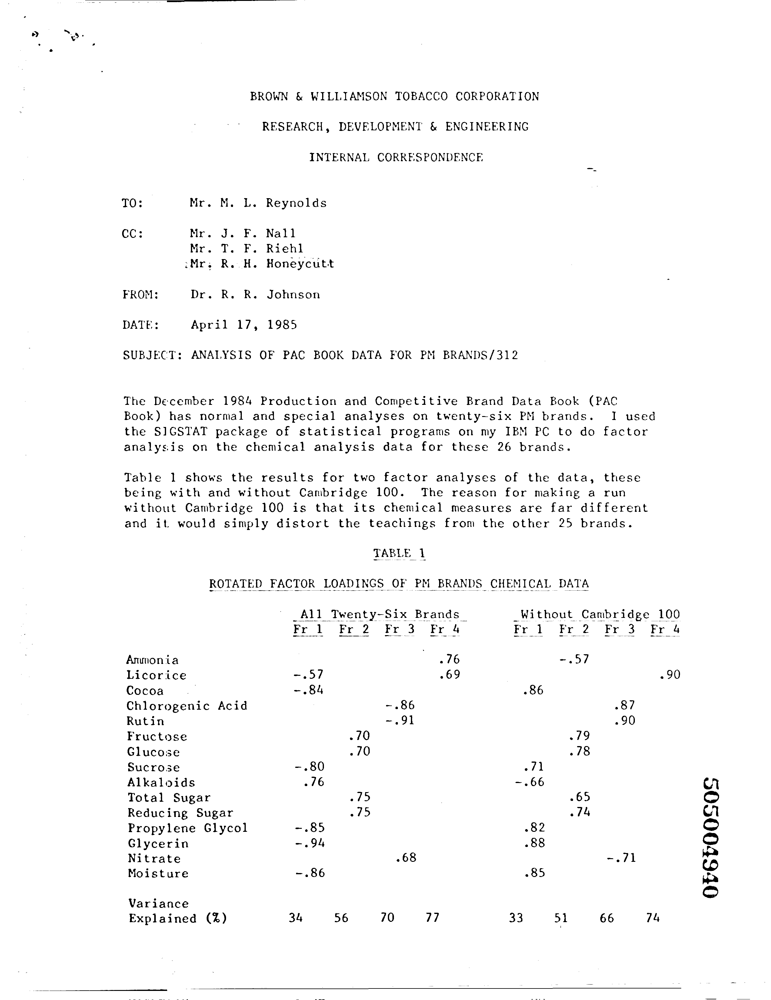 BROWN & WILLIAMSON TOBACCO CORPORATION
RESEARCH, DEVELOPMENT & ENGINEERING
INTERNAL CORRESPONDENCE
TO: Mr. M. L. Reynolds
CC: Mr. J. F. Nall
Mr. T. F. Riehl
Mr. R. H. Honeycutt
FROM: Dr. R. R. Johnson
DATE: April 17, 1985
SUBJECT: ANALYSIS OF PAC BOOK DATA FOR PM BRANDS/312
The December 1984 Production and Competitive Brand Data Book (PAC
Book) has normal and special analyses on twenty-six PM brands. I used
the SIGSTAT package of statistical programs on my IBM PC to do factor
analysis on the chemical analysis data for these 26 brands.
Table 1 shows the results for two factor analyses of the data, these
being with and without Cambridge 100. The reason for making a run
without Cambridge 100 is that its chemical measures are far different
and it would simply distort the teachings from the other 25 brands.
TABLE 1
ROTATED FACTOR LOADINGS OF PM BRANDS CHEMICAL DATA
All Twenty-Six Brands Without Cambridge 100
Fr 1 Fr 2 Fr 3 Fr 4 Fr 1 Fr 2 Fr 3 Fr 4
Ammonia .76 -.57
Licorice -.57 .69 .90
Cocoa -.84 .86
Chlorogenic Acid -.86 .87
Rutin -.91 .90
Fructose .70 .79
Glucose .70 .78
Sucrose -.80 .71
Alkaloids .76 -.66
Total Sugar .75 .65
Reducing Sugar .75 .74
Propylene Glycol -.85 .82
Glycerin -.94 .88
Nitrate .68 -.71
Moisture -.86 .85
Variance
Explained (%) 34 56 70 77 33 51 66 74
505004940